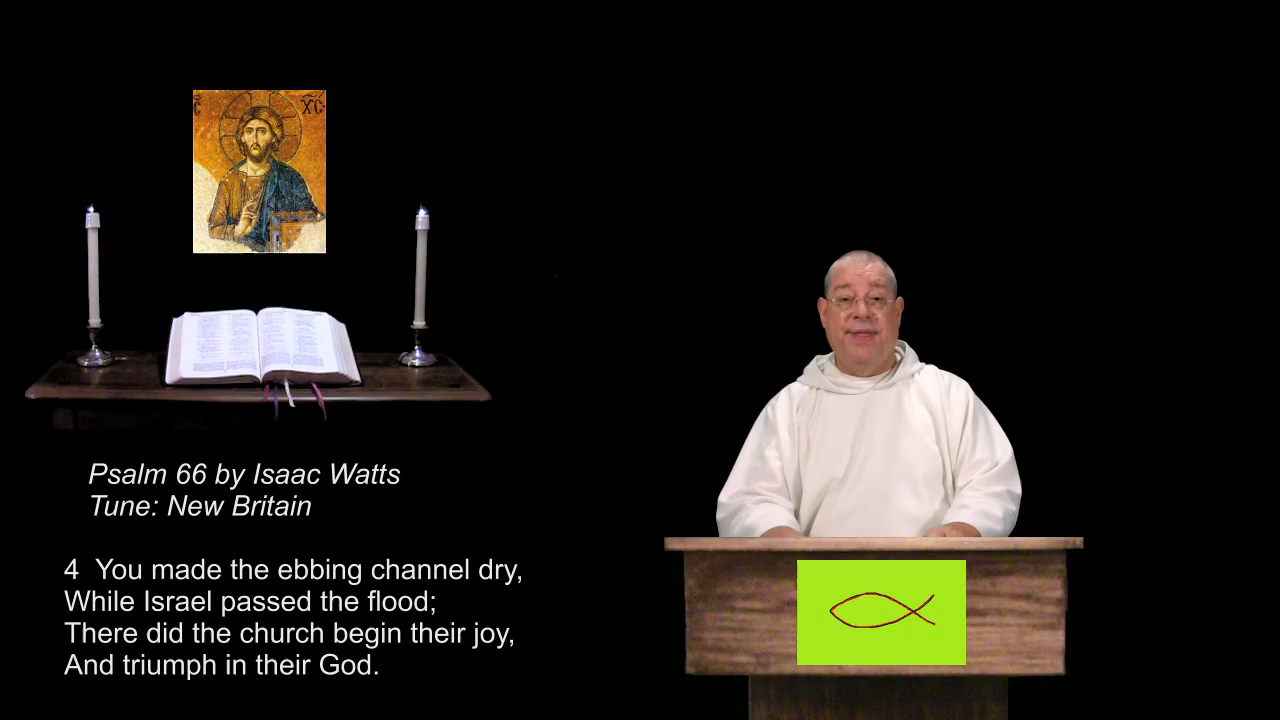 C XC
Psalm 66 by Isaac Watts
Tune: New Britain
4 You made the ebbing channel dry,
While Israel passed the flood;
There did the church begin their joy,
And triumph in their God.